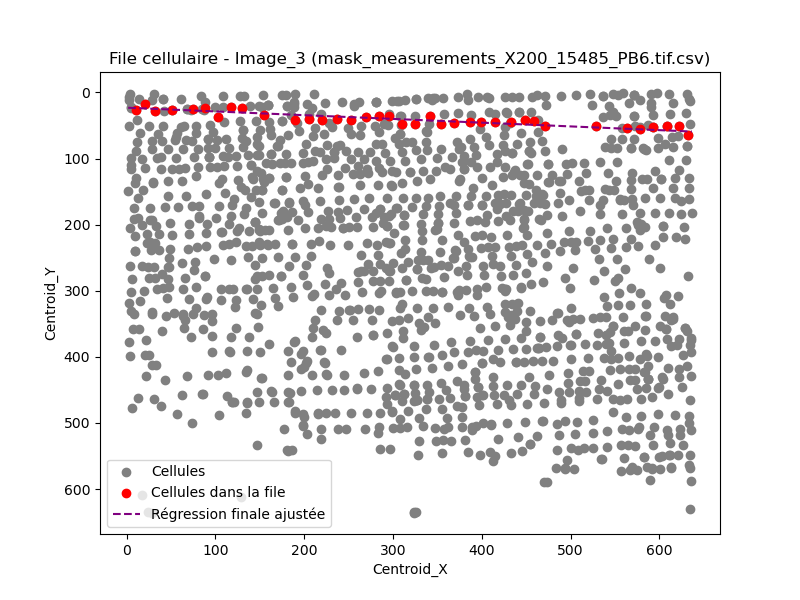 File cellulaire - Image_3 (mask_measurements_X200_15485_PB6.tif.csv)
0
100
200
300
400
500
600
Centroid_Y
Cellules
Cellules dans la file
Régression finale ajustée
0
100
200
300
400
500
600
Centroid_X